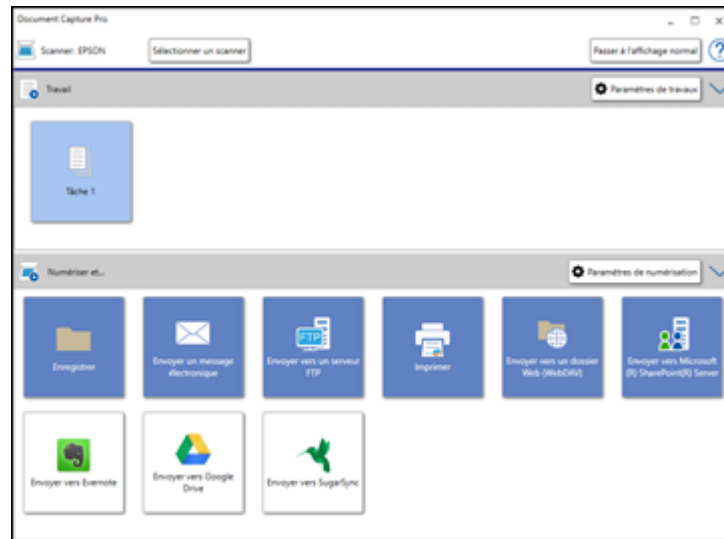 Document Capture Pro
Scanner: EPSON
Sélectionner un scanner
Passer à l'affichage normal
?
Travail
Paramètres de travaux
Tâche 1
Numériser et...
Paramètres de numérisation
Enregistrer
Envoyer un message
électronique
Envoyer vers un serveur
FTP
FTP
Imprimer
Envoyer vers un dossier
Web (WebDAV)
Envoyer vers Microsoft
(R) SharePoint(R) Server
Envoyer vers Evernote
Envoyer vers Google
Drive
Envoyer vers SugarSync